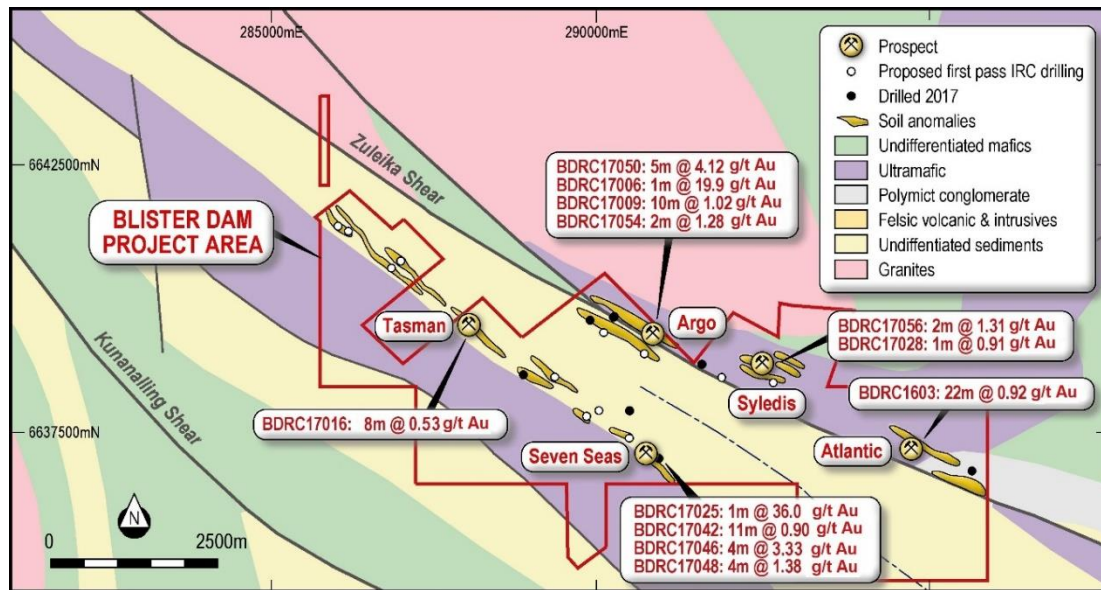 285000mE
290000mE
6642500mN
6637500mN
Zuleika Shear
Kunanalling Shear
BLISTER DAM
PROJECT AREA
BDRC17050: 5m @ 4.12 g/t Au
BDRC17006: 1m @ 19.9 g/t Au
BDRC17009: 10m @ 1.02 g/t Au
BDRC17054: 2m @ 1.28 g/t Au
Prospect
Proposed first pass IRC drilling
Drilled 2017
Soil anomalies
Undifferentiated mafics
Ultramafic
Polymict conglomerate
Felsic volcanic & intrusives
Undiffentiated sediments
Granites
Tasman
Argo
BDRC17056: 2m @ 1.31 g/t Au
BDRC17028: 1m @ 0.91 g/t Au
Syledis
BDRC1603: 22m @ 0.92 g/t Au
BDRC17016: 8m @ 0.53 g/t Au
Seven Seas
Atlantic
BDRC17025: 1m @ 36.0 g/t Au
BDRC17042: 11m @ 0.90 g/t Au
BDRC17046: 4m @ 3.33 g/t Au
BDRC17048: 4m @ 1.38 g/t Au
N
0 2500m